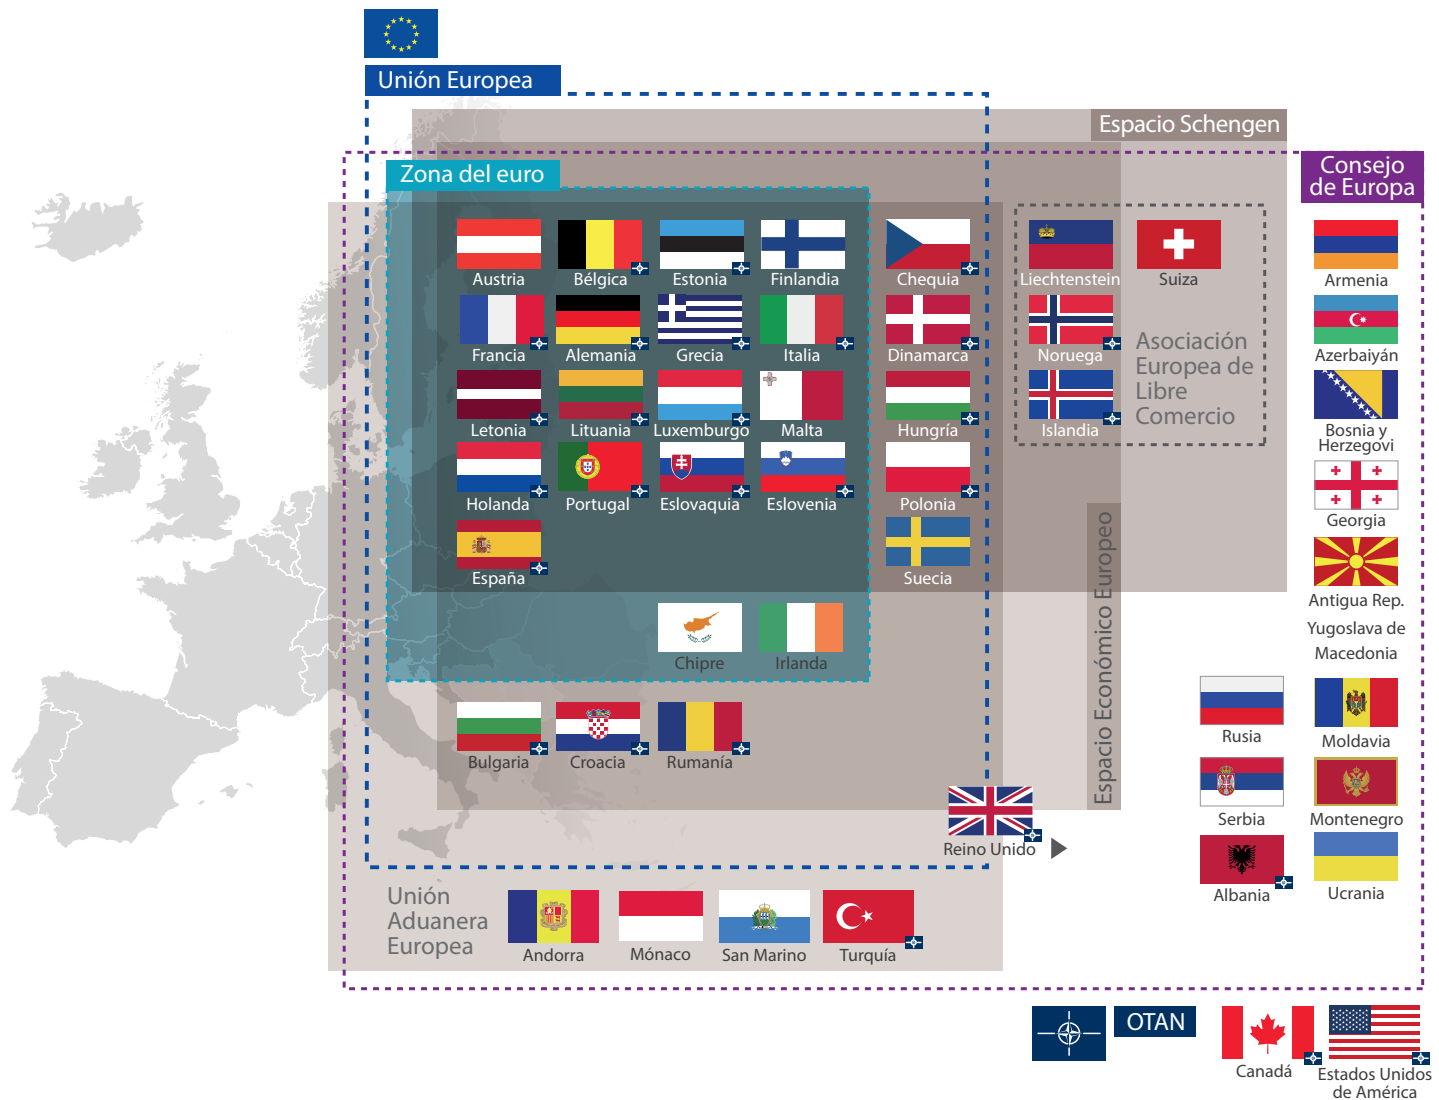 Unión Europea
Espacio Schengen
Consejo
de Europa
Zona del euro
Austria
Bélgica
Estonia
Finlandia
Chequia
Liechtenstein
Suiza
Armenia
Francia
Alemania
Grecia
Italia
Dinamarca
Noruega
Asociación
Europea de
Libre
Comercio
Azerbaiyán
Letonia
Lituania
Luxemburgo
Malta
Hungría
Islandia
Bosnia y
Herzegovi
Holanda
Portugal
Eslovaquia
Eslovenia
Polonia
Georgia
España
Suecia
Espacio Económico Europeo
Antigua Rep.
Yugoslava de
Macedonia
Chipre
Irlanda
Bulgaria
Croacia
Rumanía
Rusia
Moldavia
Serbia
Montenegro
Reino Unido
Albania
Ucrania
Unión
Aduanera
Europea
Andorra
Mónaco
San Marino
Turquía
OTAN
Canadá
Estados Unidos
de América